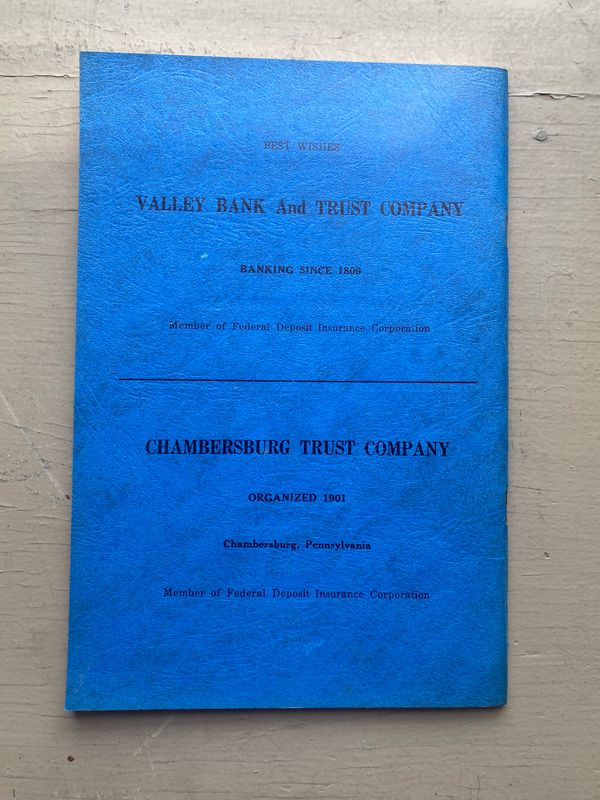 BEST WISHES
VALLEY BANK And TRUST COMPANY
BANKING SINCE 1809
Member of Federal Deposit Insurance Corporation
CHAMBERSBURG TRUST COMPANY
ORGANIZED 1901
Chambersburg, Pennsylvania
Member of Federal Deposit Insurance Corporation